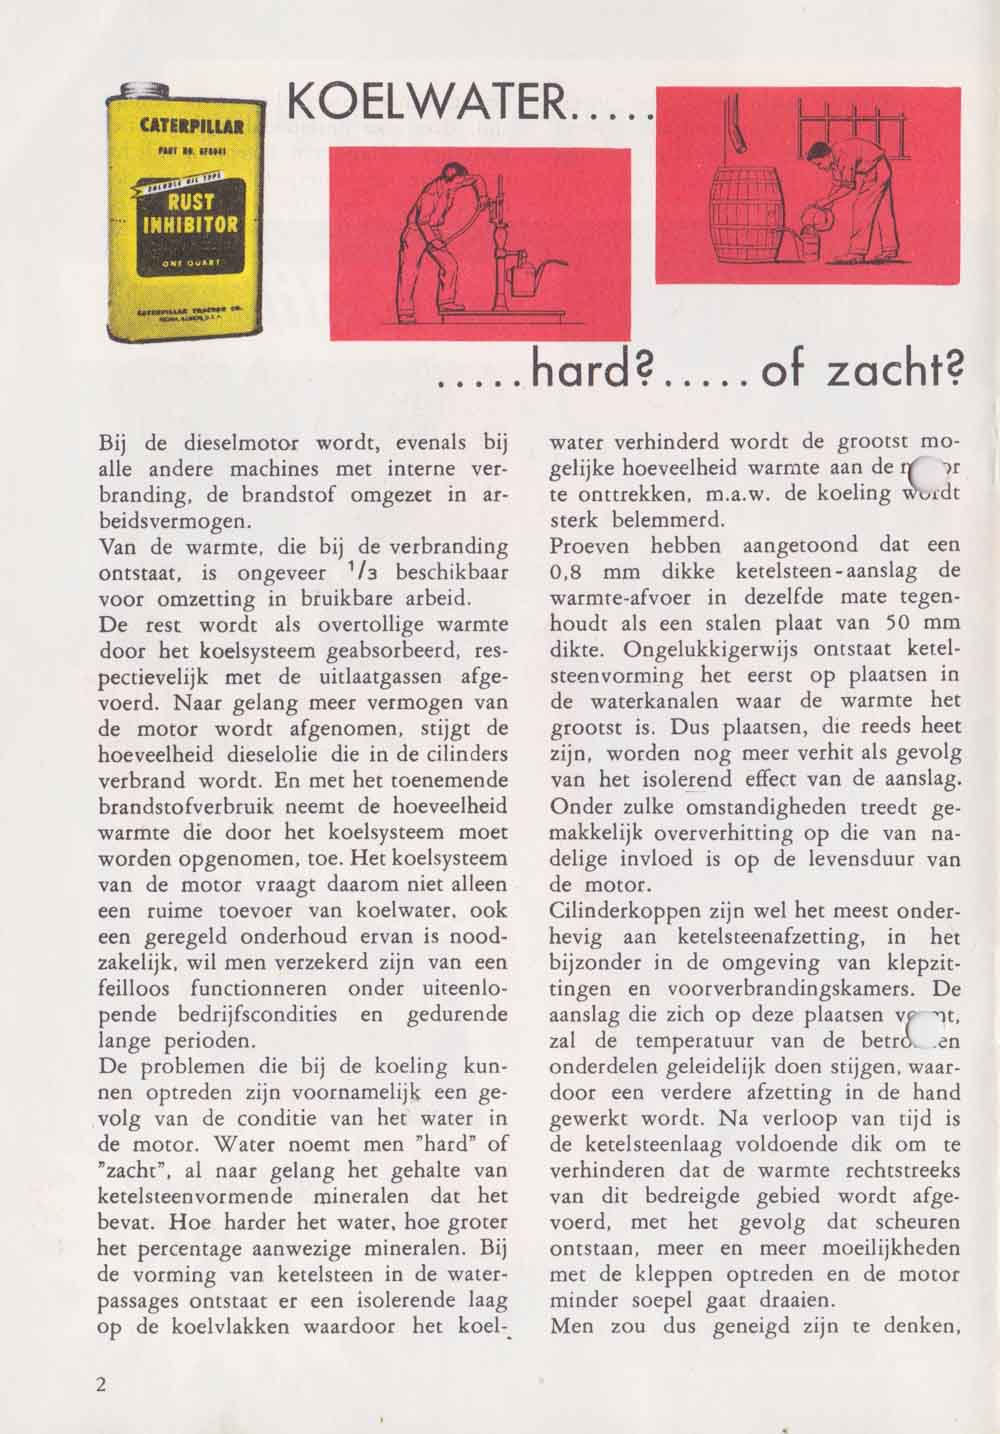 CATERPILLAR
PART NO.
SOLUBLE OIL TYPE
RUST
INHIBITOR
ONE QUART
CATERPILLAR TRACTOR CO.
KOELWATER.....
.....hard?.....of zacht?
Bij de dieselmotor wordt, evenals bij
alle andere machines met interne ver-
branding, de brandstof omgezet in ar-
beidsvermogen.
Van de warmte, die bij de verbranding
ontstaat, is ongeveer 1/3 beschikbaar
voor omzetting in bruikbare arbeid.
De rest wordt als overtollige warmte
door het koelsysteem geabsorbeerd, res-
pectievelijk met de uitlaatgassen afge-
voerd. Naar gelang meer vermogen van
de motor wordt afgenomen, stijgt de
hoeveelheid dieselolie die in de cilinders
verbrand wordt. En met het toenemende
brandstofverbruik neemt de hoeveelheid
warmte die door het koelsysteem moet
worden opgenomen, toe. Het koelsysteem
van de motor vraagt daarom niet alleen
een ruime toevoer van koelwater, ook
een geregeld onderhoud ervan is nood-
zakelijk, wil men verzekerd zijn van een
feilloos functionneren onder uiteenlo-
pende bedrijfscondities en gedurende
lange perioden.
De problemen die bij de koeling kun-
nen optreden zijn voornamelijk een ge-
volg van de conditie van het water in
de motor. Water noemt men "hard" of
"zacht", al naar gelang het gehalte van
ketelsteenvormende mineralen dat het
bevat. Hoe harder het water, hoe groter
het percentage aanwezige mineralen. Bij
de vorming van ketelsteen in de water-
passages ontstaat er een isolerende laag
op de koelvlakken waardoor het koel-
water verhinderd wordt de grootst mo-
gelijke hoeveelheid warmte aan de
te onttrekken, m.a.w. de koeling wordt
sterk belemmerd.
Proeven hebben aangetoond dat een
0,8 mm dikke ketelsteen-aanslag de
warmte-afvoer in dezelfde mate tegen-
houdt als een stalen plaat van 50 mm
dikte. Ongelukkigerwijs ontstaat ketel-
steenvorming het eerst op plaatsen in
de waterkanalen waar de warmte het
grootst is. Dus plaatsen, die reeds heet
zijn, worden nog meer verhit als gevolg
van het isolerend effect van de aanslag.
Onder zulke omstandigheden treedt ge-
makkelijk oververhitting op die van na-
delige invloed is op de levensduur van
de motor.
Cilinderkoppen zijn wel het meest onder-
hevig aan ketelsteenafzetting, in het
bijzonder in de omgeving van klepzit-
tingen en voorverbrandingskamers. De
aanslag die zich op deze plaatsen
zal de temperatuur van de
onderdelen geleidelijk doen stijgen, waar-
door een verdere afzetting in de hand
gewerkt wordt. Na verloop van tijd is
de ketelsteenlaag voldoende dik om te
verhinderen dat de warmte rechtstreeks
van dit bedreigde gebied wordt afge-
voerd, met het gevolg dat scheuren
ontstaan, meer en meer moeilijkheden
met de kleppen optreden en de motor
minder soepel gaat draaien.
Men zou dus geneigd zijn te denken,
2